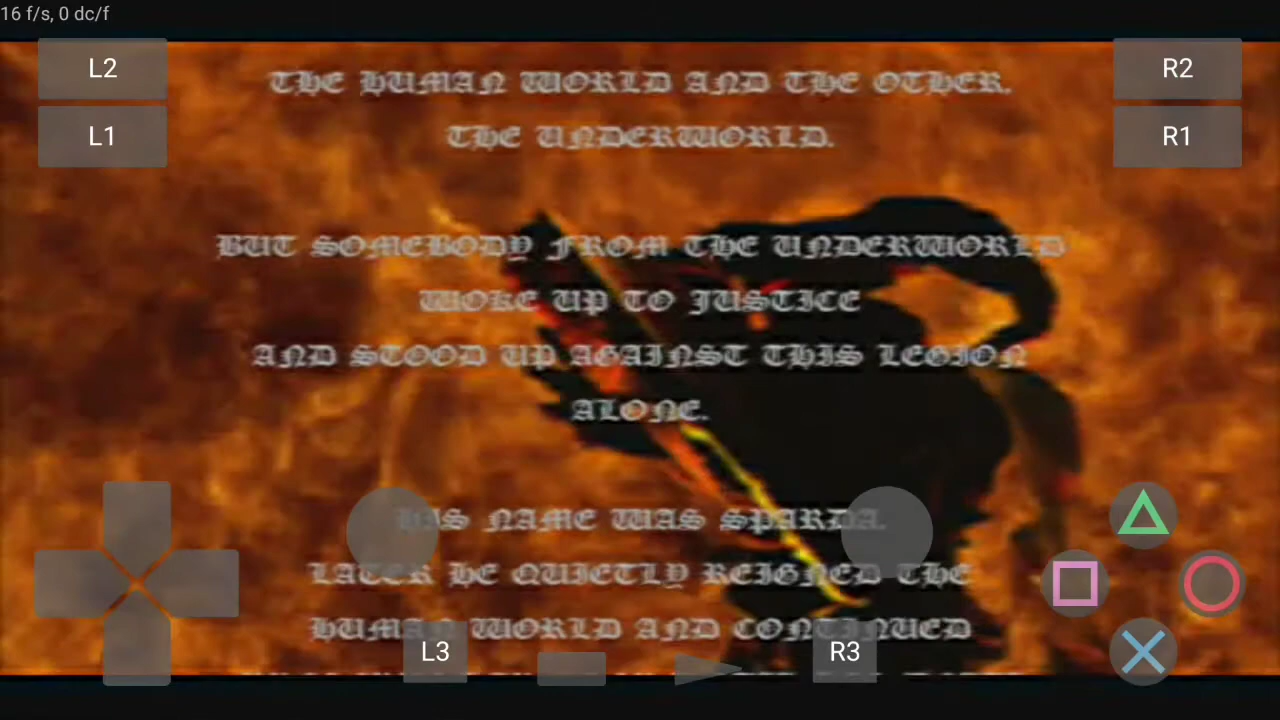 16 f/s, 0 dc/f
L2
R2
L1
R1
THE HUMAN WORLD AND THE OTHER.
THE UNDERWORLD.
BUT SOMEBODY FROM THE UNDERWORLD
WOKE UP TO JUSTICE
AND STOOD UP AGAINST THIS LEGION
ALONE.
HIS NAME WAS SPARDA.
LATER HE QUIETLY REIGNED THE
HUMAN WORLD AND CONTINUED
L3
R3